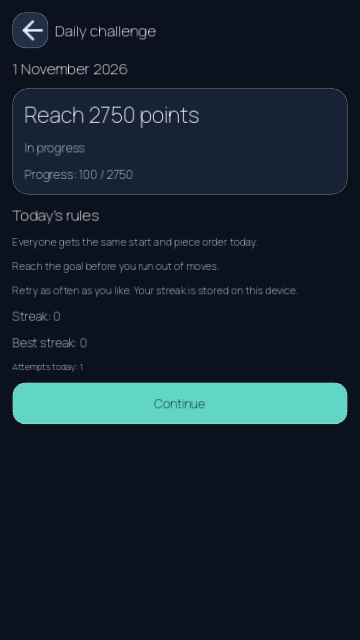 Daily challenge
1 November 2026
Reach 2750 points
In progress
Progress: 100 / 2750
Today's rules
Everyone gets the same start and piece order today.
Reach the goal before you run out of moves.
Retry as often as you like. Your streak is stored on this device.
Streak: 0
Best streak: 0
Attempts today: 1
Continue